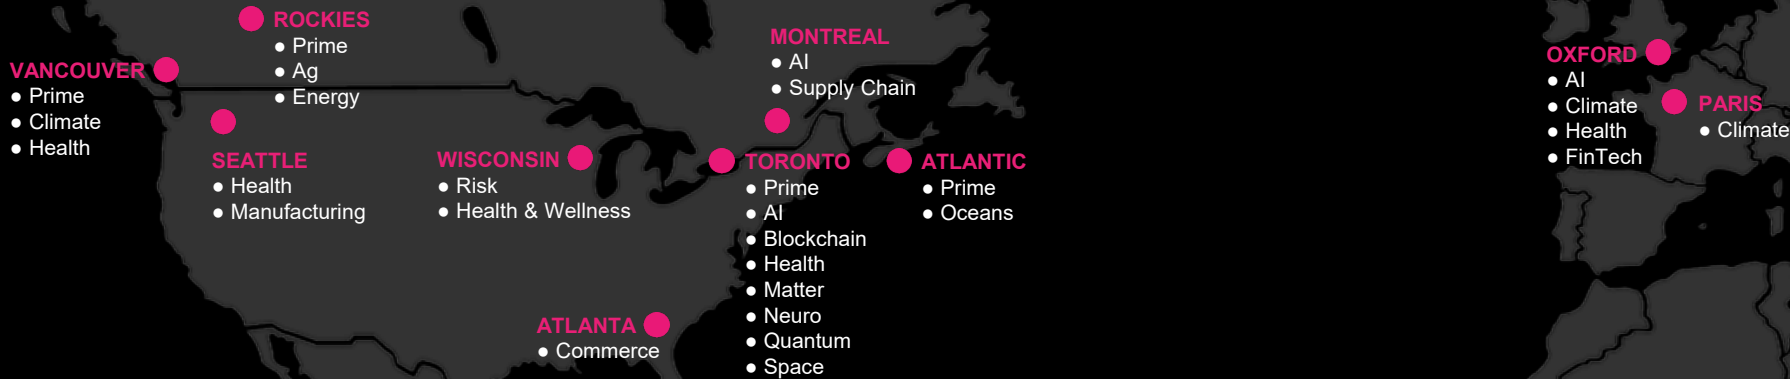 ROCKIES
● Prime
● Ag
● Energy
VANCOUVER
● Prime
● Climate
● Health
SEATTLE
● Health
● Manufacturing
WISCONSIN
● Risk
● Health & Wellness
MONTREAL
● AI
● Supply Chain
TORONTO
● Prime
● AI
● Blockchain
● Health
● Matter
● Neuro
● Quantum
● Space
ATLANTIC
● Prime
● Oceans
ATLANTA
● Commerce
OXFORD
● AI
● Climate
● Health
● FinTech
PARIS
● Climate